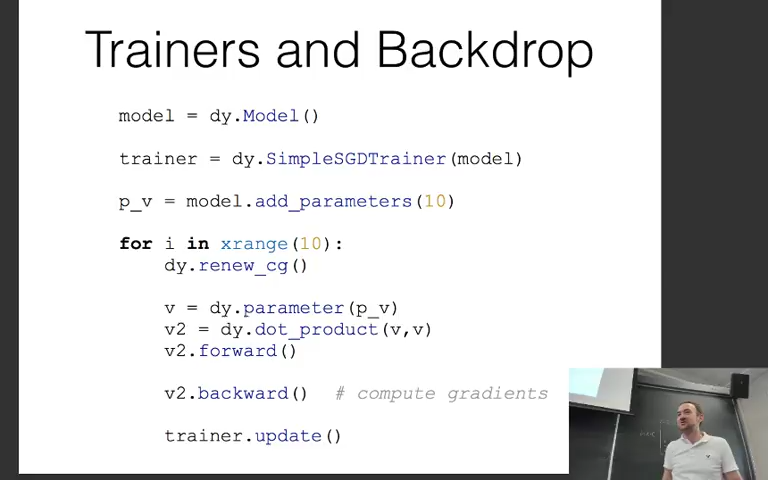 Trainers and Backdrop
model = dy.Model()
trainer = dy.SimpleSGDTrainer(model)
p_v = model.add_parameters(10)
for i in xrange(10):
dy.renew_cg()
v = dy.parameter(p_v)
v2 = dy.dot_product(v,v)
v2.forward()
v2.backward() # compute gradients
trainer.update()